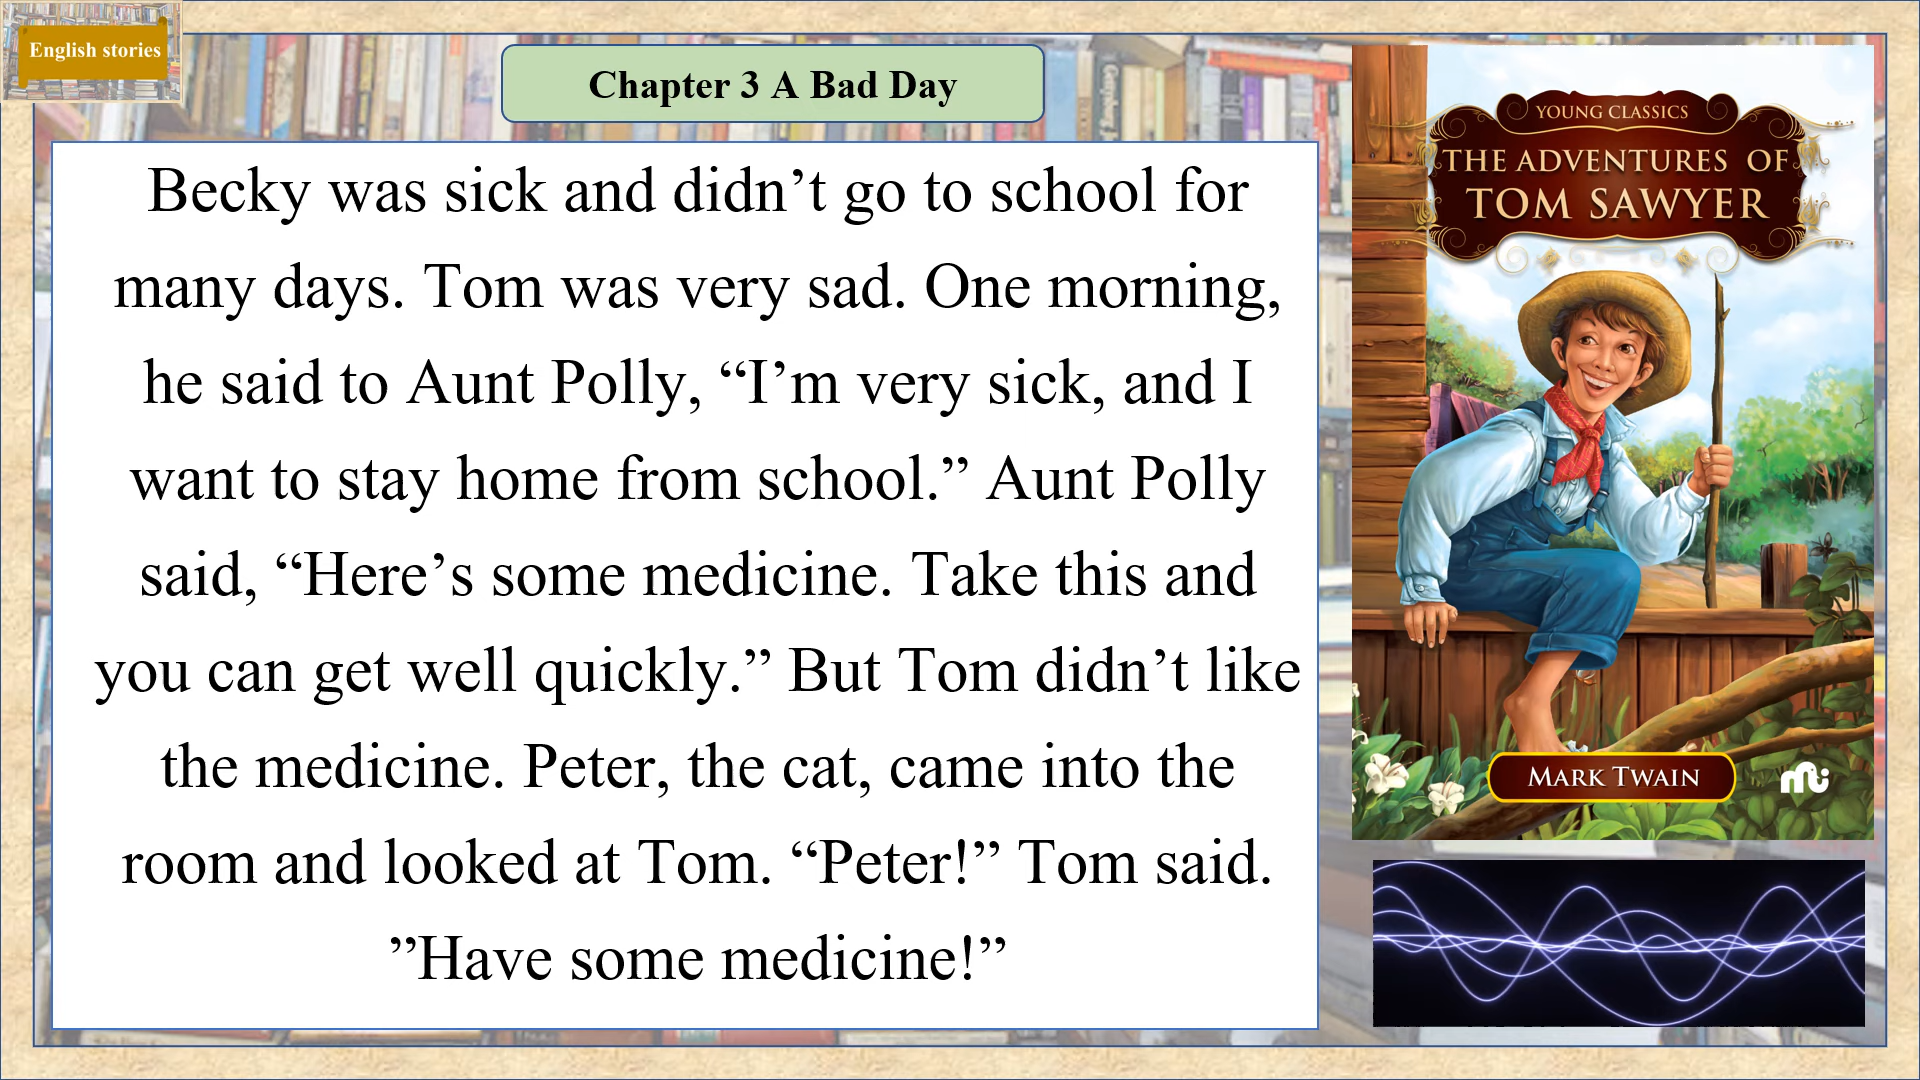 English stories
Chapter 3 A Bad Day
Becky was sick and didn’t go to school for
many days. Tom was very sad. One morning,
he said to Aunt Polly, “I’m very sick, and I
want to stay home from school.” Aunt Polly
said, “Here’s some medicine. Take this and
you can get well quickly.” But Tom didn’t like
the medicine. Peter, the cat, came into the
room and looked at Tom. “Peter!” Tom said.
”Have some medicine!”
YOUNG CLASSICS
THE ADVENTURES OF
TOM SAWYER
MARK TWAIN